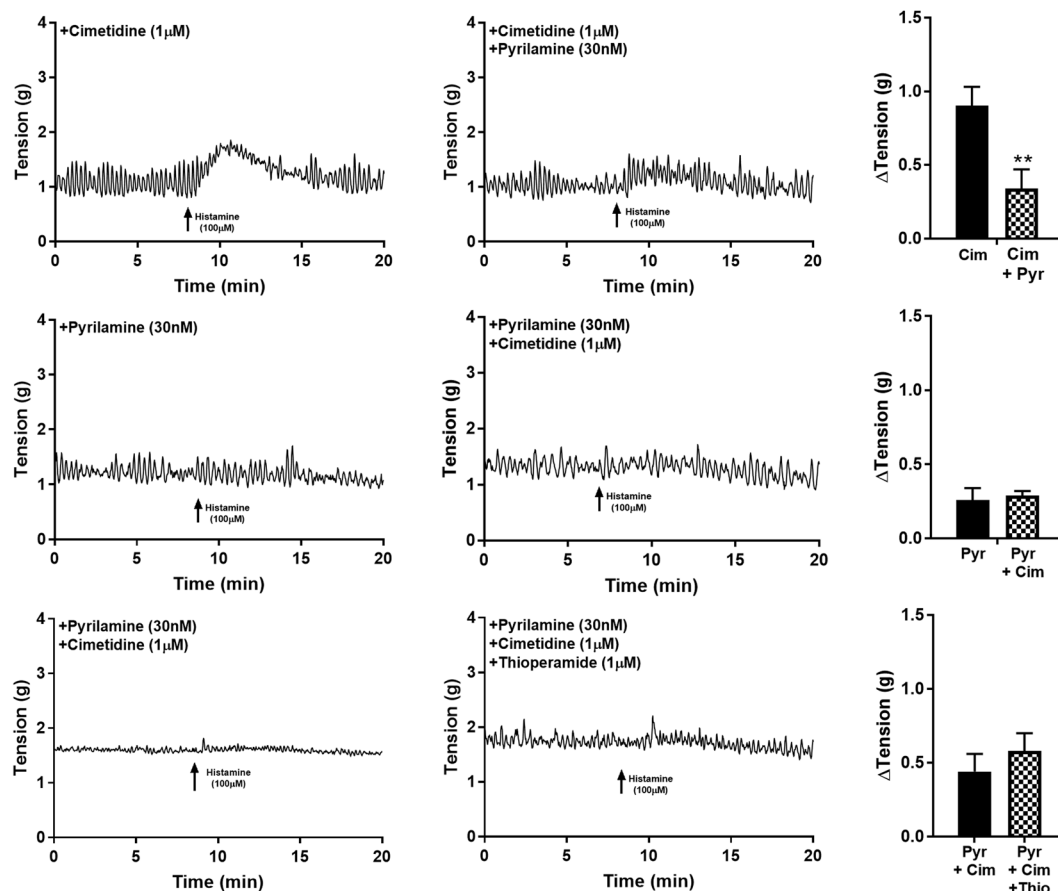 +Cimetidine (1μM)
Tension (g)
4
3
2
1
0
Histamine
(100μM)
0 5 10 15 20
Time (min)
+Cimetidine (1μM)
+Pyrilamine (30nM)
Tension (g)
4
3
2
1
0
Histamine
(100μM)
0 5 10 15 20
Time (min)
ΔTension (g)
1.5
1.0
0.5
0.0
**
Cim
Cim
+ Pyr
+Pyrilamine (30nM)
Tension (g)
4
3
2
1
0
Histamine
(100μM)
0 5 10 15 20
Time (min)
+Pyrilamine (30nM)
+Cimetidine (1μM)
Tension (g)
4
3
2
1
0
Histamine
(100μM)
0 5 10 15 20
Time (min)
ΔTension (g)
1.5
1.0
0.5
0.0
Pyr
Pyr
+ Cim
+Pyrilamine (30nM)
+Cimetidine (1μM)
Tension (g)
4
3
2
1
0
Histamine
(100μM)
0 5 10 15 20
Time (min)
+Pyrilamine (30nM)
+Cimetidine (1μM)
+Thioperamide (1μM)
Tension (g)
4
3
2
1
0
Histamine
(100μM)
0 5 10 15 20
Time (min)
ΔTension (g)
1.5
1.0
0.5
0.0
Pyr
+ Cim
Pyr
+ Cim
+Thio